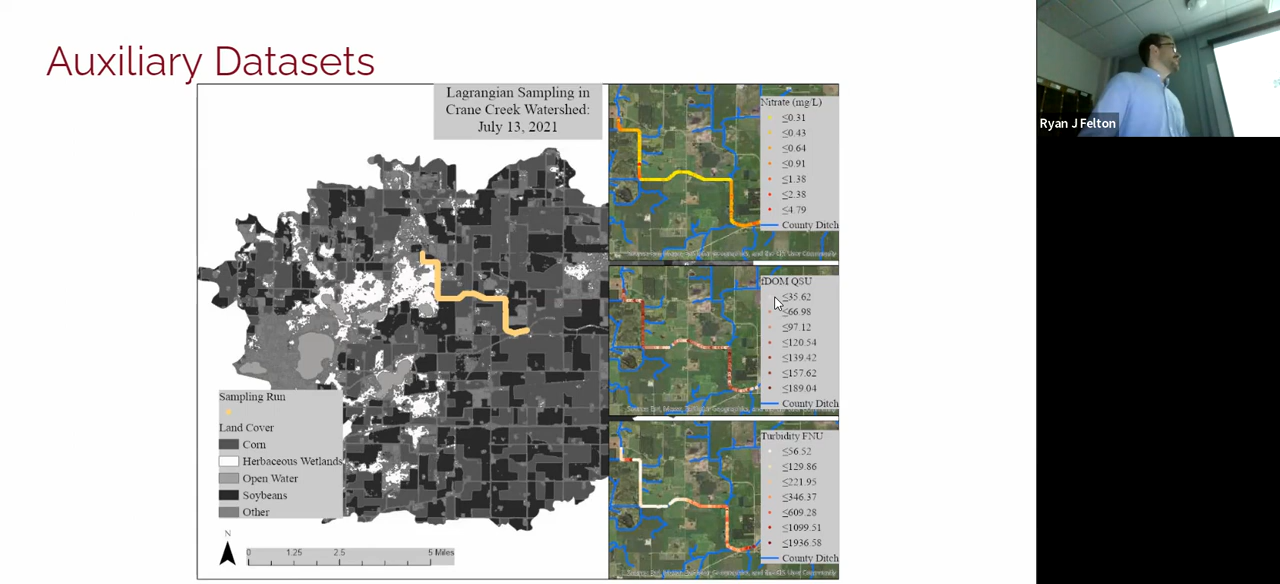 Auxiliary Datasets
Lagrangian Sampling in
Crane Creek Watershed:
July 13, 2021
Sampling Run
Land Cover
Corn
Herbaceous Wetlands
Open Water
Soybeans
Other
N
0 1.25 2.5 5 Miles
Nitrate (mg/L)
≤0.31
≤0.43
≤0.64
≤0.91
≤1.38
≤2.38
≤4.79
County Ditch
fDOM QSU
≤35.62
≤66.98
≤97.12
≤120.54
≤139.42
≤157.62
≤189.04
County Ditch
Turbidity FNU
≤56.52
≤129.86
≤221.95
≤346.37
≤609.28
≤1099.51
≤1936.58
County Ditch
Ryan J Felton